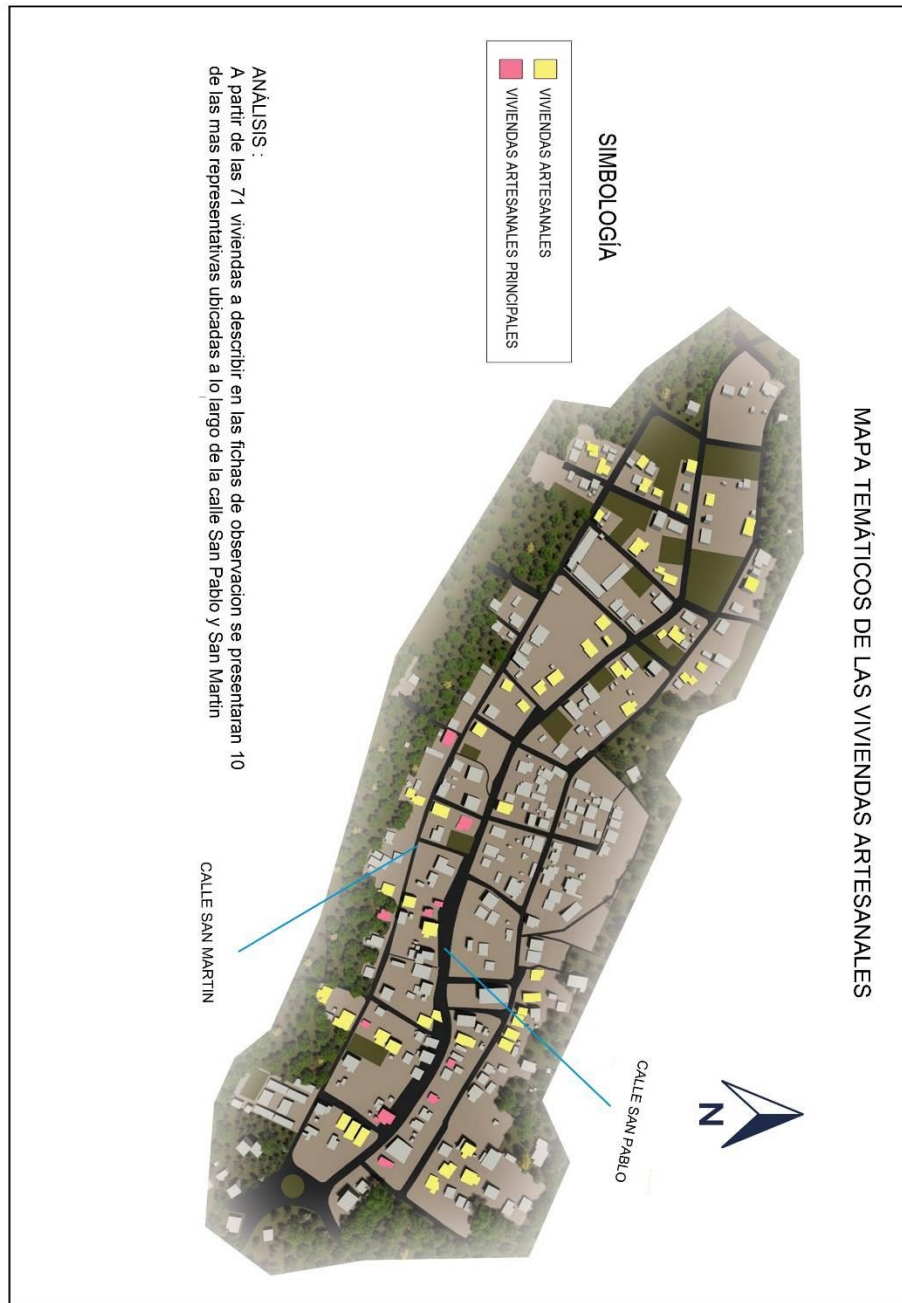 MAPA TEMÁTICOS DE LAS VIVIENDAS ARTESANALES
SIMBOLOGÍA
VIVIENDAS ARTESANALES
VIVIENDAS ARTESANALES PRINCIPALES
N
CALLE SAN PABLO
CALLE SAN MARTIN
ANÁLISIS :
A partir de las 71 viviendas a describir en las fichas de observacion se presentaran 10
de las mas representativas ubicadas a lo largo de la calle San Pablo y San Martin